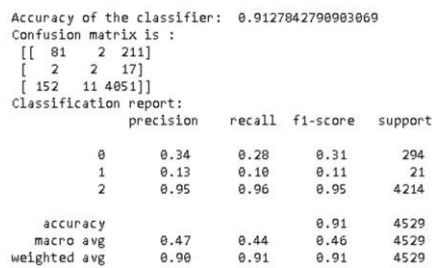 Accuracy of the classifier: 0.9127842790903069
Confusion matrix is :
[[ 81 2 211]
[ 2 2 17]
[ 152 11 4051]]
Classification report:
precision recall f1-score support
0 0.34 0.28 0.31 294
1 0.13 0.10 0.11 21
2 0.95 0.96 0.95 4214
accuracy 0.91 4529
macro avg 0.47 0.44 0.46 4529
weighted avg 0.90 0.91 0.91 4529